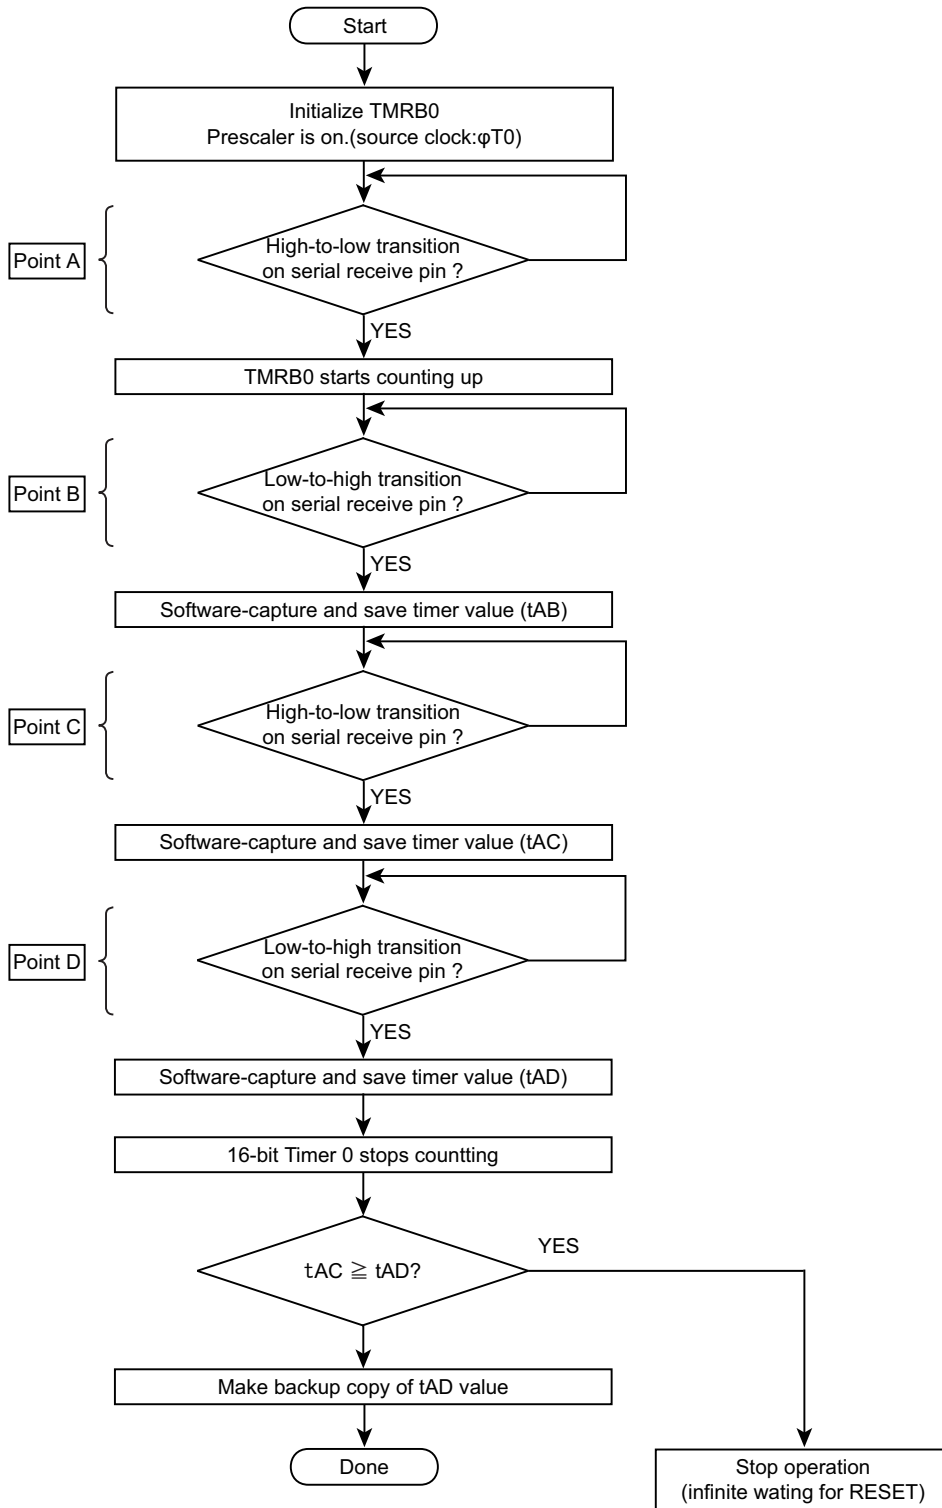 Start
Initialize TMRB0
Prescaler is on.(source clock:φT0)
Point A
High-to-low transition
on serial receive pin ?
YES
TMRB0 starts counting up
Point B
Low-to-high transition
on serial receive pin ?
YES
Software-capture and save timer value (tAB)
Point C
High-to-low transition
on serial receive pin ?
YES
Software-capture and save timer value (tAC)
Point D
Low-to-high transition
on serial receive pin ?
YES
Software-capture and save timer value (tAD)
16-bit Timer 0 stops countting
YES
tAC ≧ tAD?
Make backup copy of tAD value
Done
Stop operation
(infinite wating for RESET)